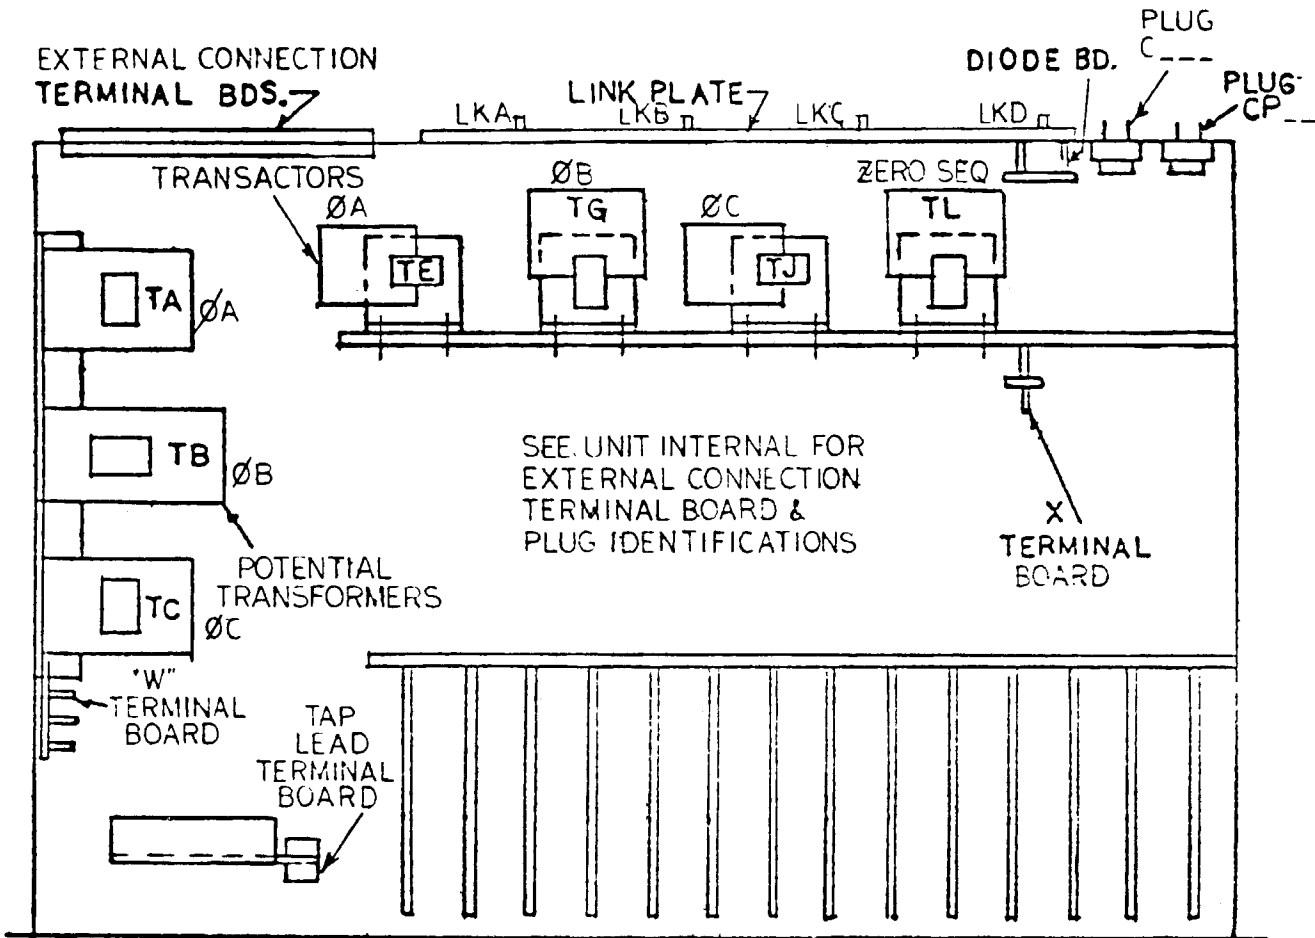 EXTERNAL CONNECTION
TERMINAL BDS.
LINK PLATE
DIODE BD.
PLUG
C___
PLUG
CP__
LKA
LKB
LKC
LKD
TRANSACTORS
ØA
TE
ØB
TG
ØC
TJ
ZERO SEQ
TL
TA
ØA
TB
ØB
POTENTIAL
TRANSFORMERS
TC
ØC
SEE UNIT INTERNAL FOR
EXTERNAL CONNECTION
TERMINAL BOARD &
PLUG IDENTIFICATIONS
X
TERMINAL
BOARD
"W"
TERMINAL
BOARD
TAP
LEAD
TERMINAL
BOARD